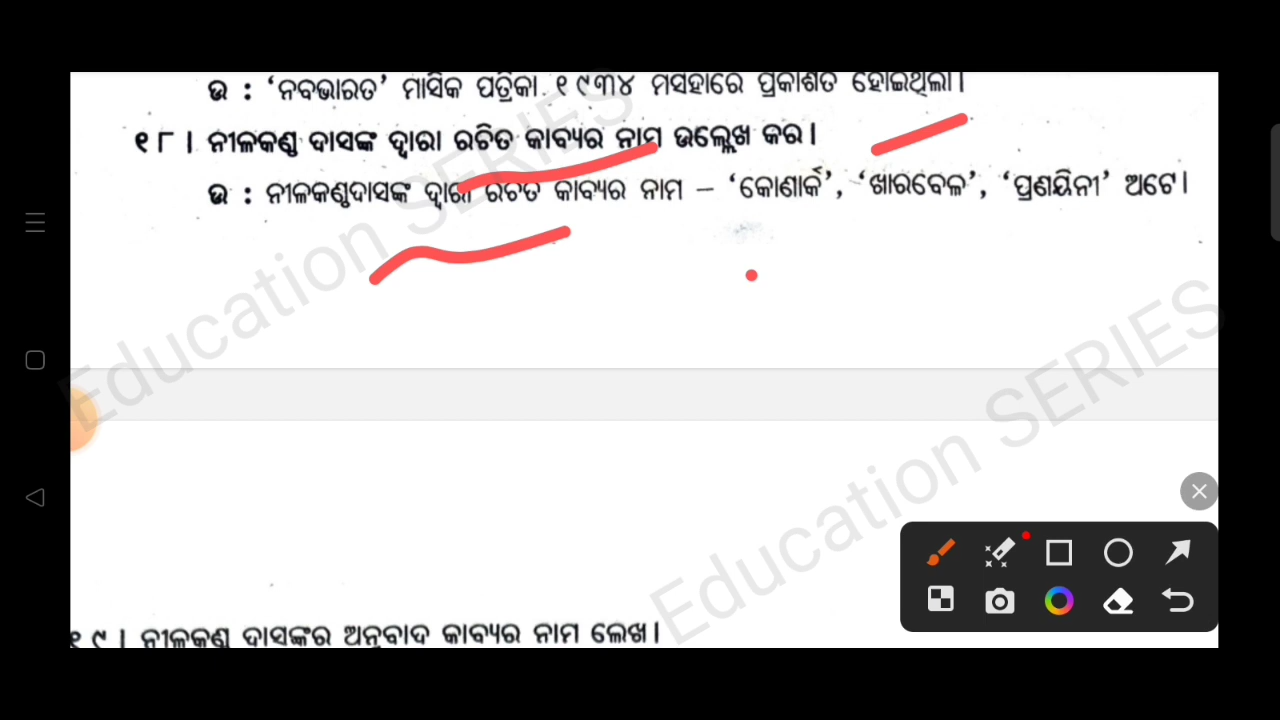 ଉ : ‘ନବଭାରତ’ ମାସିକ ପତ୍ରିକା ୧୯୩୪ ମସହାରେ ପ୍ରକାଶିତ ହୋଇଥିଲା।
୧୮। ନୀଳକଣ୍ଠ ଦାସଙ୍କ ଦ୍ୱାରା ରଚିତ କାବ୍ୟର ନାମ ଉଲ୍ଲେଖ କର।
ଉ : ନୀଳକଣ୍ଠଦାସଙ୍କ ଦ୍ୱାରା ରଚିତ କାବ୍ୟର ନାମ – ‘କୋଣାର୍କ’, ‘ଖାରବେଳ’, ‘ପ୍ରଣୟିନୀ’ ଅଟେ।
Education SERIES
Education SERIES
୧୯। ନୀଳକଣ୍ଠ ଦାସଙ୍କର ଅନୁବାଦ କାବ୍ୟର ନାମ ଲେଖ।